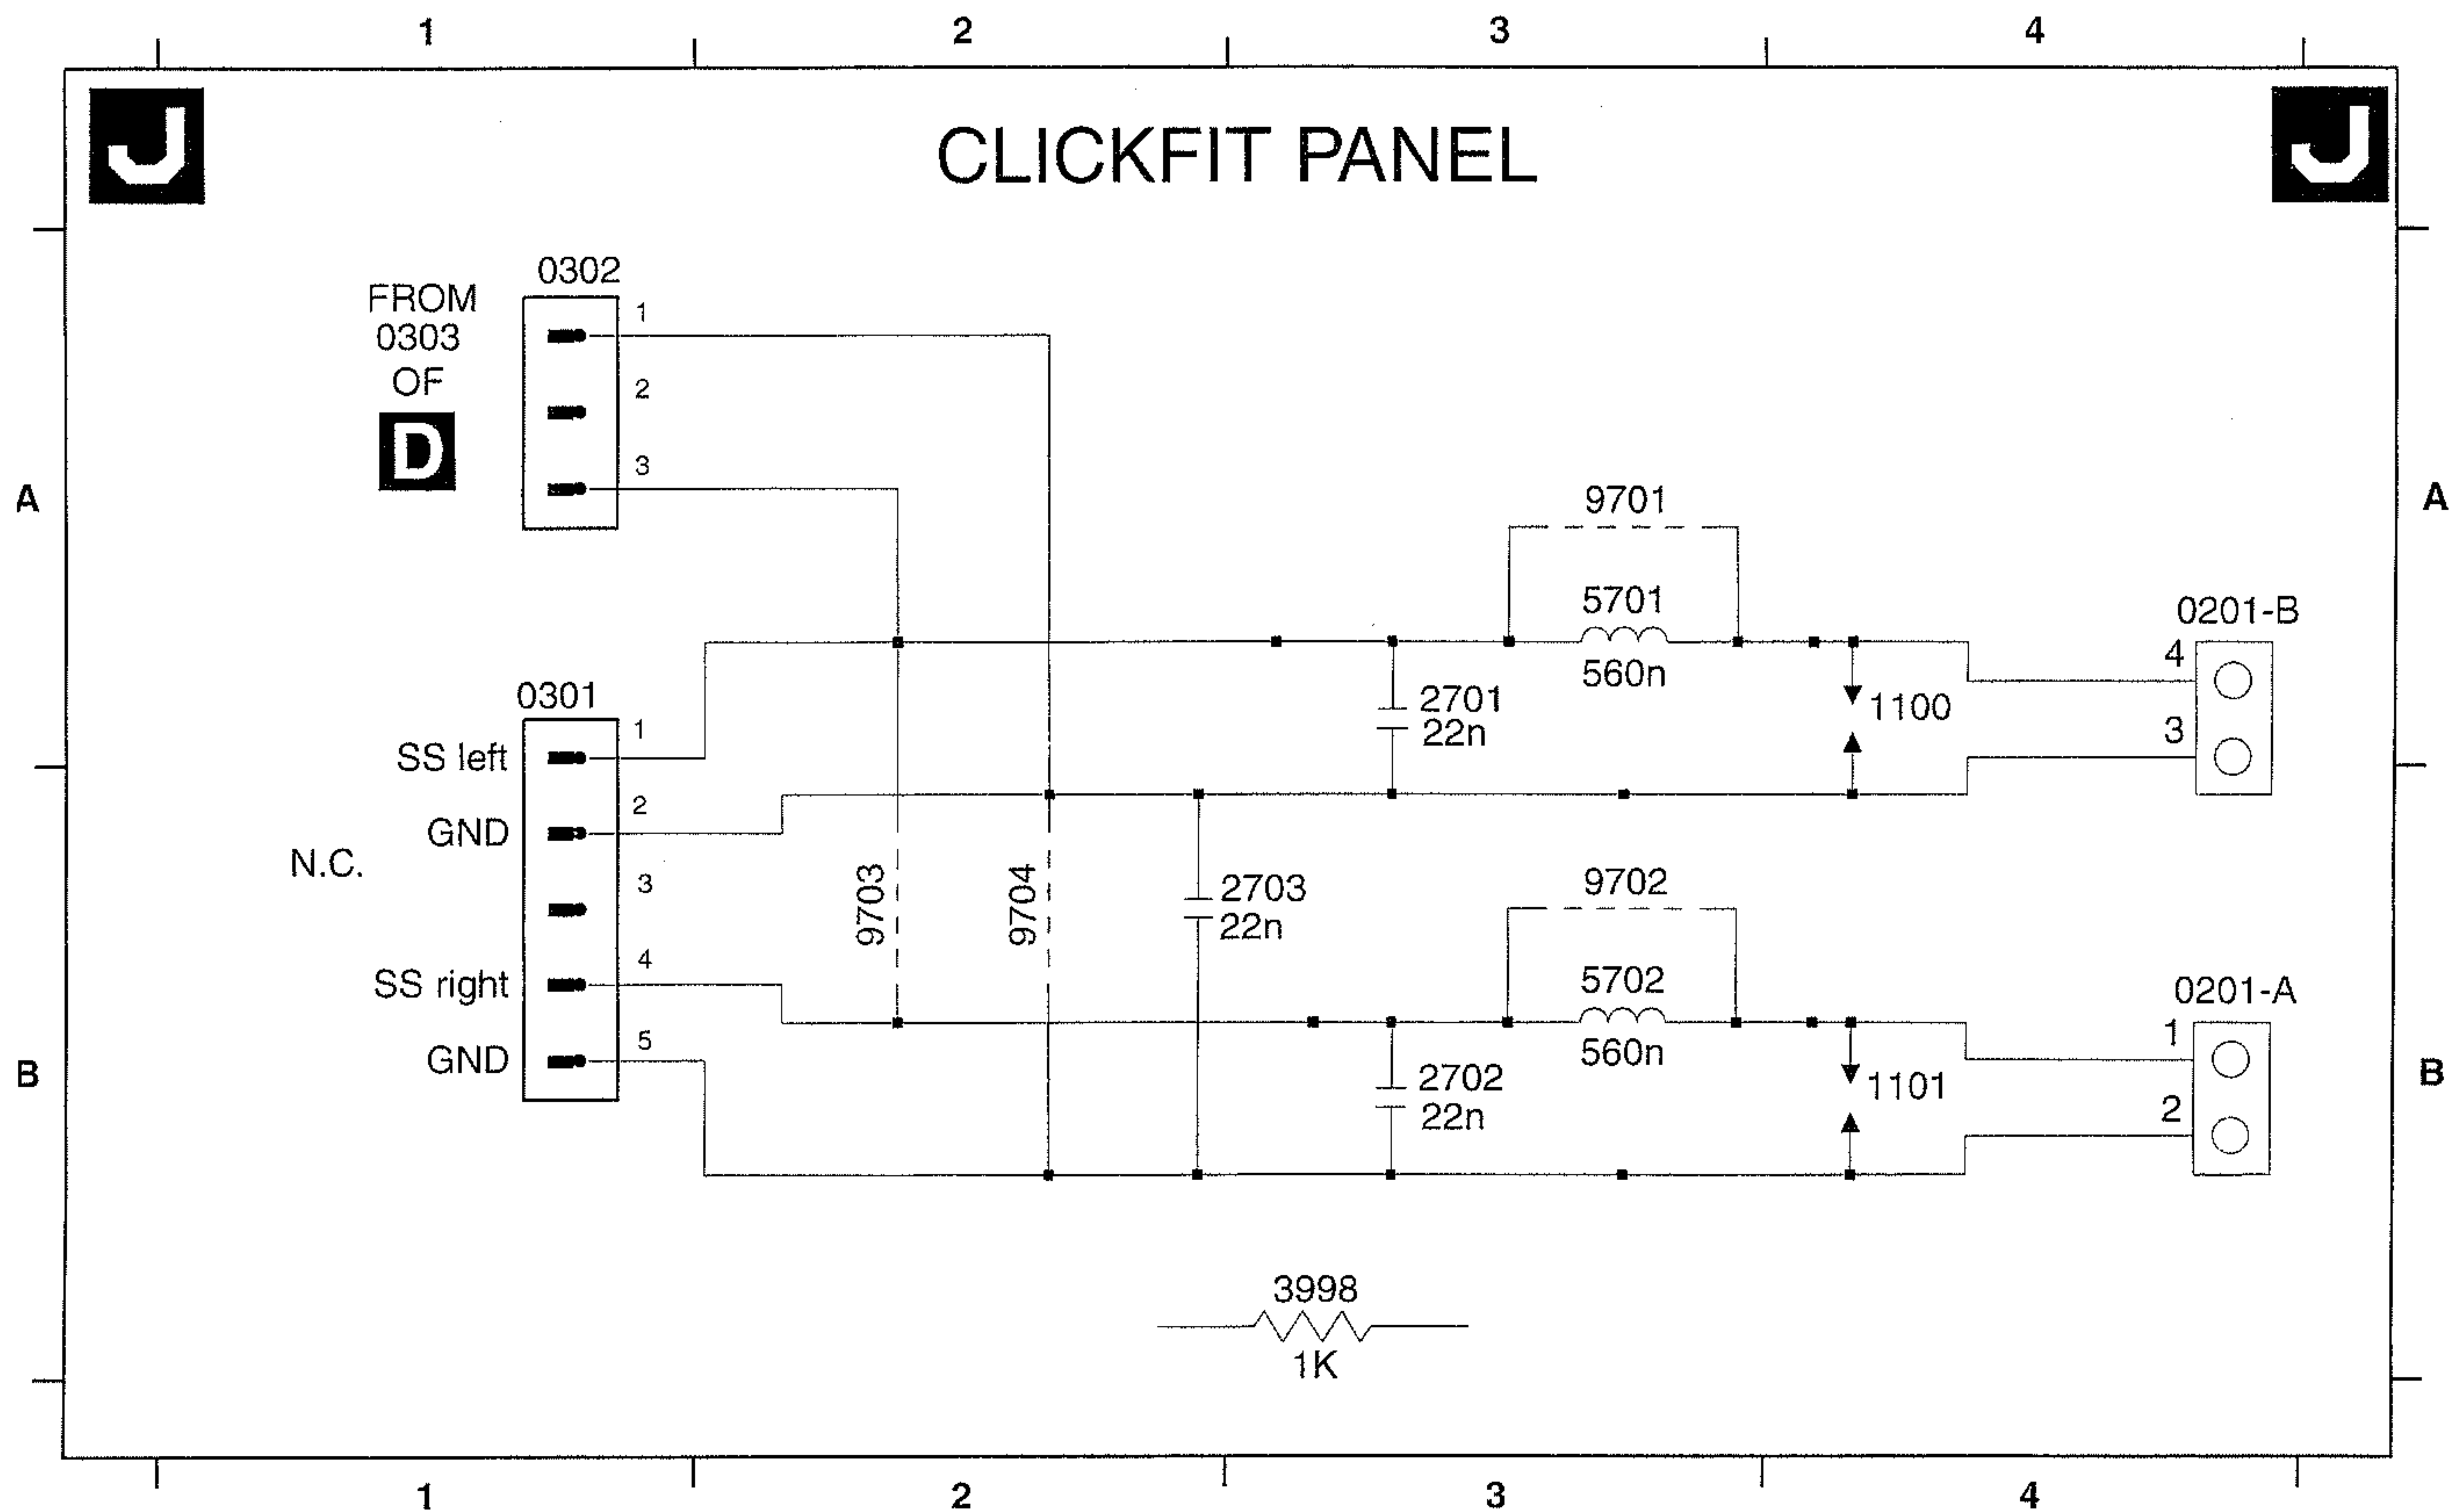 1 2 3 4
J J
CLICKFIT PANEL
0302
FROM
0303
OF
D
1
2
3
A A
9701
5701
560n
0201-B
4
3
2701
22n
1100
0301
SS left 1
GND 2
N.C.
3
SS right 4
GND 5
9703
9704
2703
22n
9702
5702
560n
0201-A
1
2
2702
22n
1101
B B
3998
1K
1 2 3 4